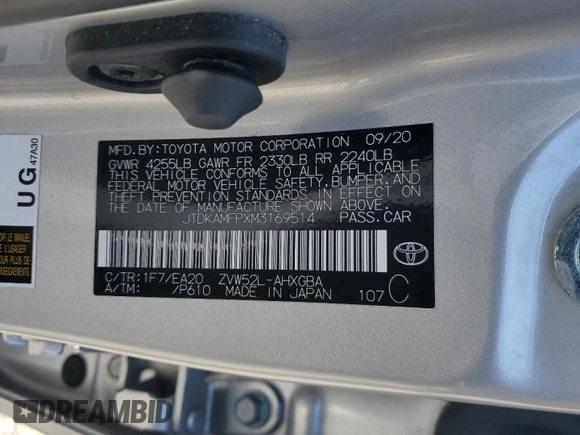 MFD.BY:TOYOTA MOTOR CORPORATION 09/20
GVWR 4255LB GAWR FR 2330LB RR 2240LB
THIS VEHICLE CONFORMS TO ALL APPLICABLE
FEDERAL MOTOR VEHICLE SAFETY, BUMPER, AND
THEFT PREVENTION STANDARDS IN EFFECT ON
THE DATE OF MANUFACTURE SHOWN ABOVE.
JTDKAMFPXM3169514 PASS.CAR
C/TR:1F7/EA20 ZVW52L-AHXGBA
A/TM: /P610 MADE IN JAPAN 107 C
TOYOTA
UG
47A30
DREAMBID